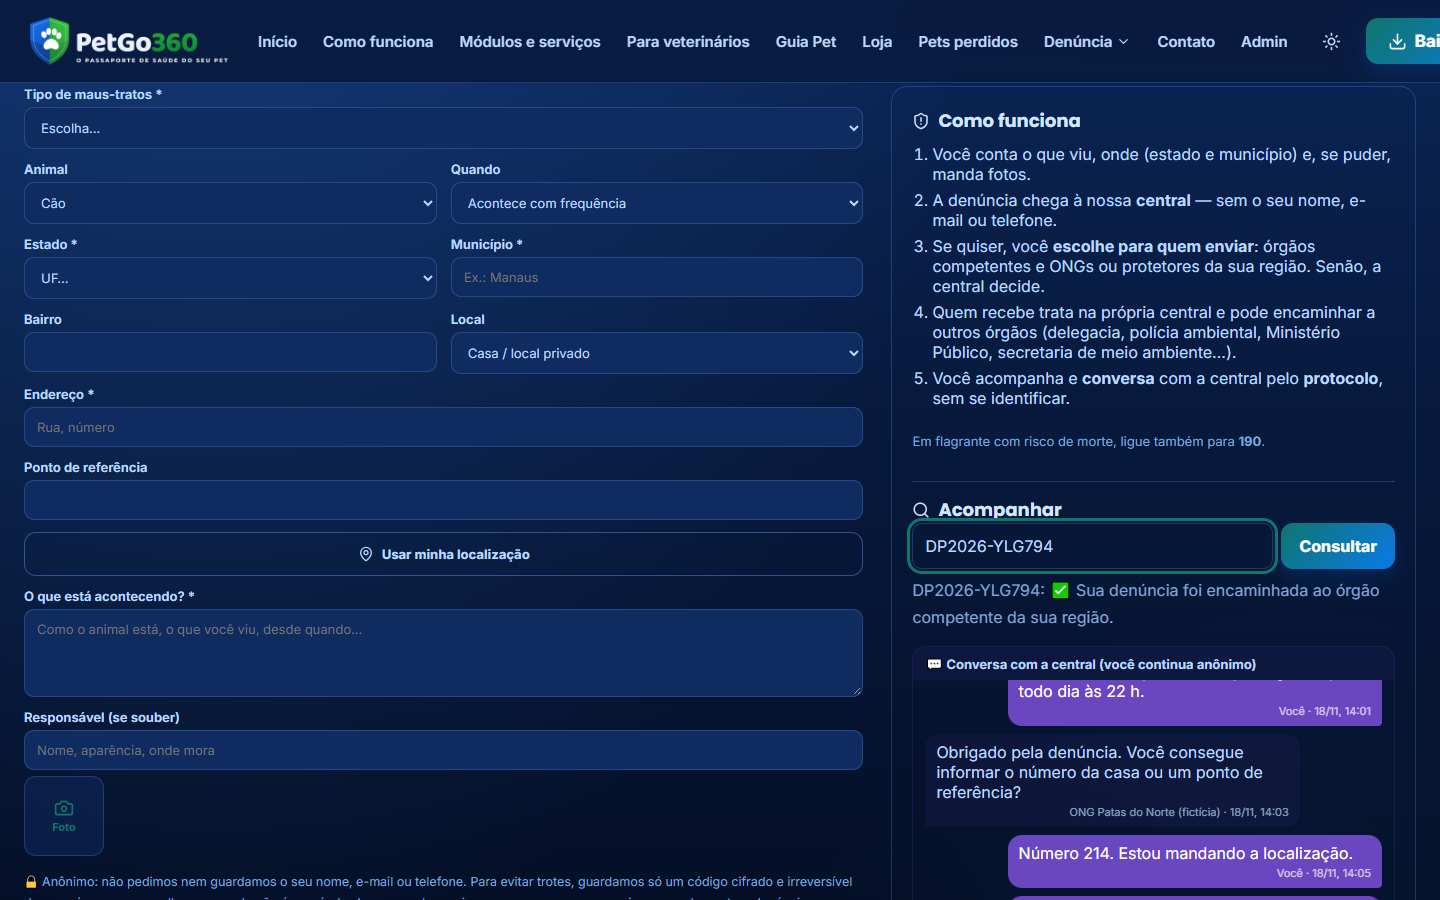 PetGo360
O PASSAPORTE DE SAÚDE DO SEU PET
Início
Como funciona
Módulos e serviços
Para veterinários
Guia Pet
Loja
Pets perdidos
Denúncia
Contato
Admin
Bai
Tipo de maus-tratos *
Escolha...
Animal
Quando
Cão
Acontece com frequência
Estado *
Município *
UF...
Ex.: Manaus
Bairro
Local
Casa / local privado
Endereço *
Rua, número
Ponto de referência
Usar minha localização
O que está acontecendo? *
Como o animal está, o que você viu, desde quando...
Responsável (se souber)
Nome, aparência, onde mora
Foto
🔒 Anônimo: não pedimos nem guardamos o seu nome, e-mail ou telefone. Para evitar trotes, guardamos só um código cifrado e irreversível
Como funciona
1. Você conta o que viu, onde (estado e município) e, se puder,
manda fotos.
2. A denúncia chega à nossa central — sem o seu nome, e-
mail ou telefone.
3. Se quiser, você escolhe para quem enviar: órgãos
competentes e ONGs ou protetores da sua região. Senão, a
central decide.
4. Quem recebe trata na própria central e pode encaminhar a
outros órgãos (delegacia, polícia ambiental, Ministério
Público, secretaria de meio ambiente...).
5. Você acompanha e conversa com a central pelo protocolo,
sem se identificar.
Em flagrante com risco de morte, ligue também para 190.
Acompanhar
DP2026-YLG794
Consultar
DP2026-YLG794: ✅ Sua denúncia foi encaminhada ao órgão
competente da sua região.
💬 Conversa com a central (você continua anônimo)
todo dia às 22 h.
Você · 18/11, 14:01
Obrigado pela denúncia. Você consegue
informar o número da casa ou um ponto de
referência?
ONG Patas do Norte (fictícia) · 18/11, 14:03
Número 214. Estou mandando a localização.
Você · 18/11, 14:05